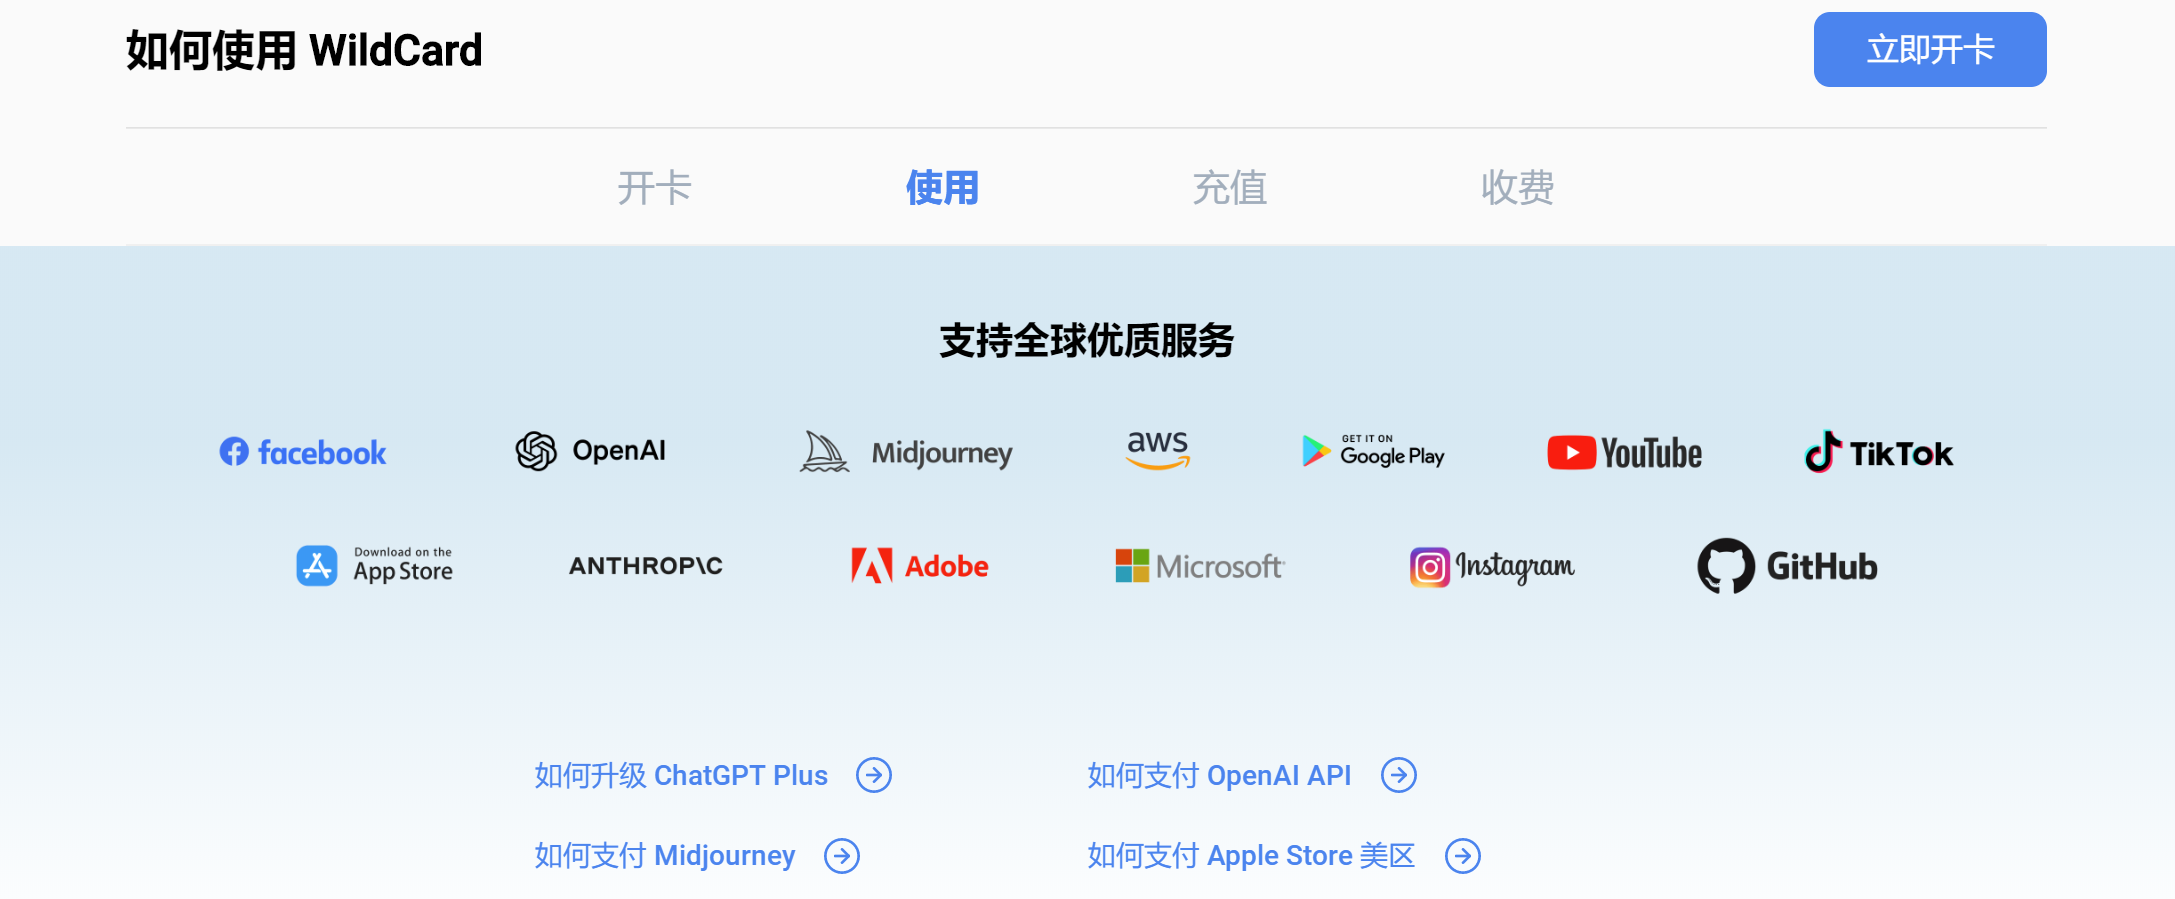 如何使用 WildCard
立即开卡
开卡 使用 充值 收费
支持全球优质服务
facebook OpenAI Midjourney aws GET IT ON Google Play YouTube TikTok
Download on the App Store ANTHROP\C Adobe Microsoft Instagram GitHub
如何升级 ChatGPT Plus 如何支付 OpenAI API
如何支付 Midjourney 如何支付 Apple Store 美区